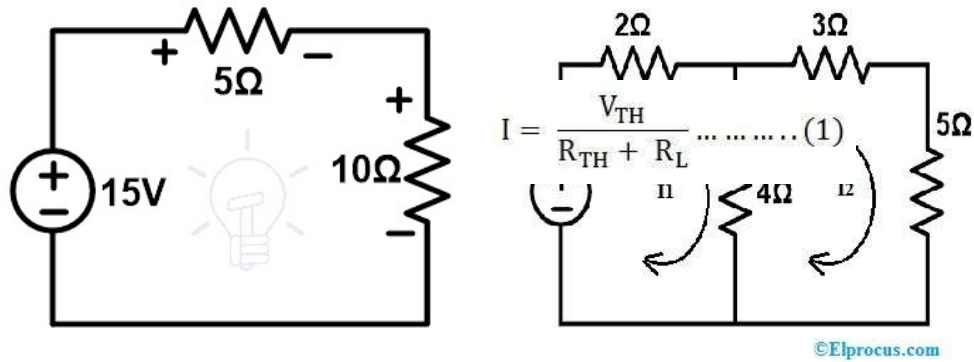 5Ω
10Ω
15V
2Ω
3Ω
5Ω
I = V_TH / R_TH + R_L ... ... ... . . (1)
4Ω
©Elprocus.com